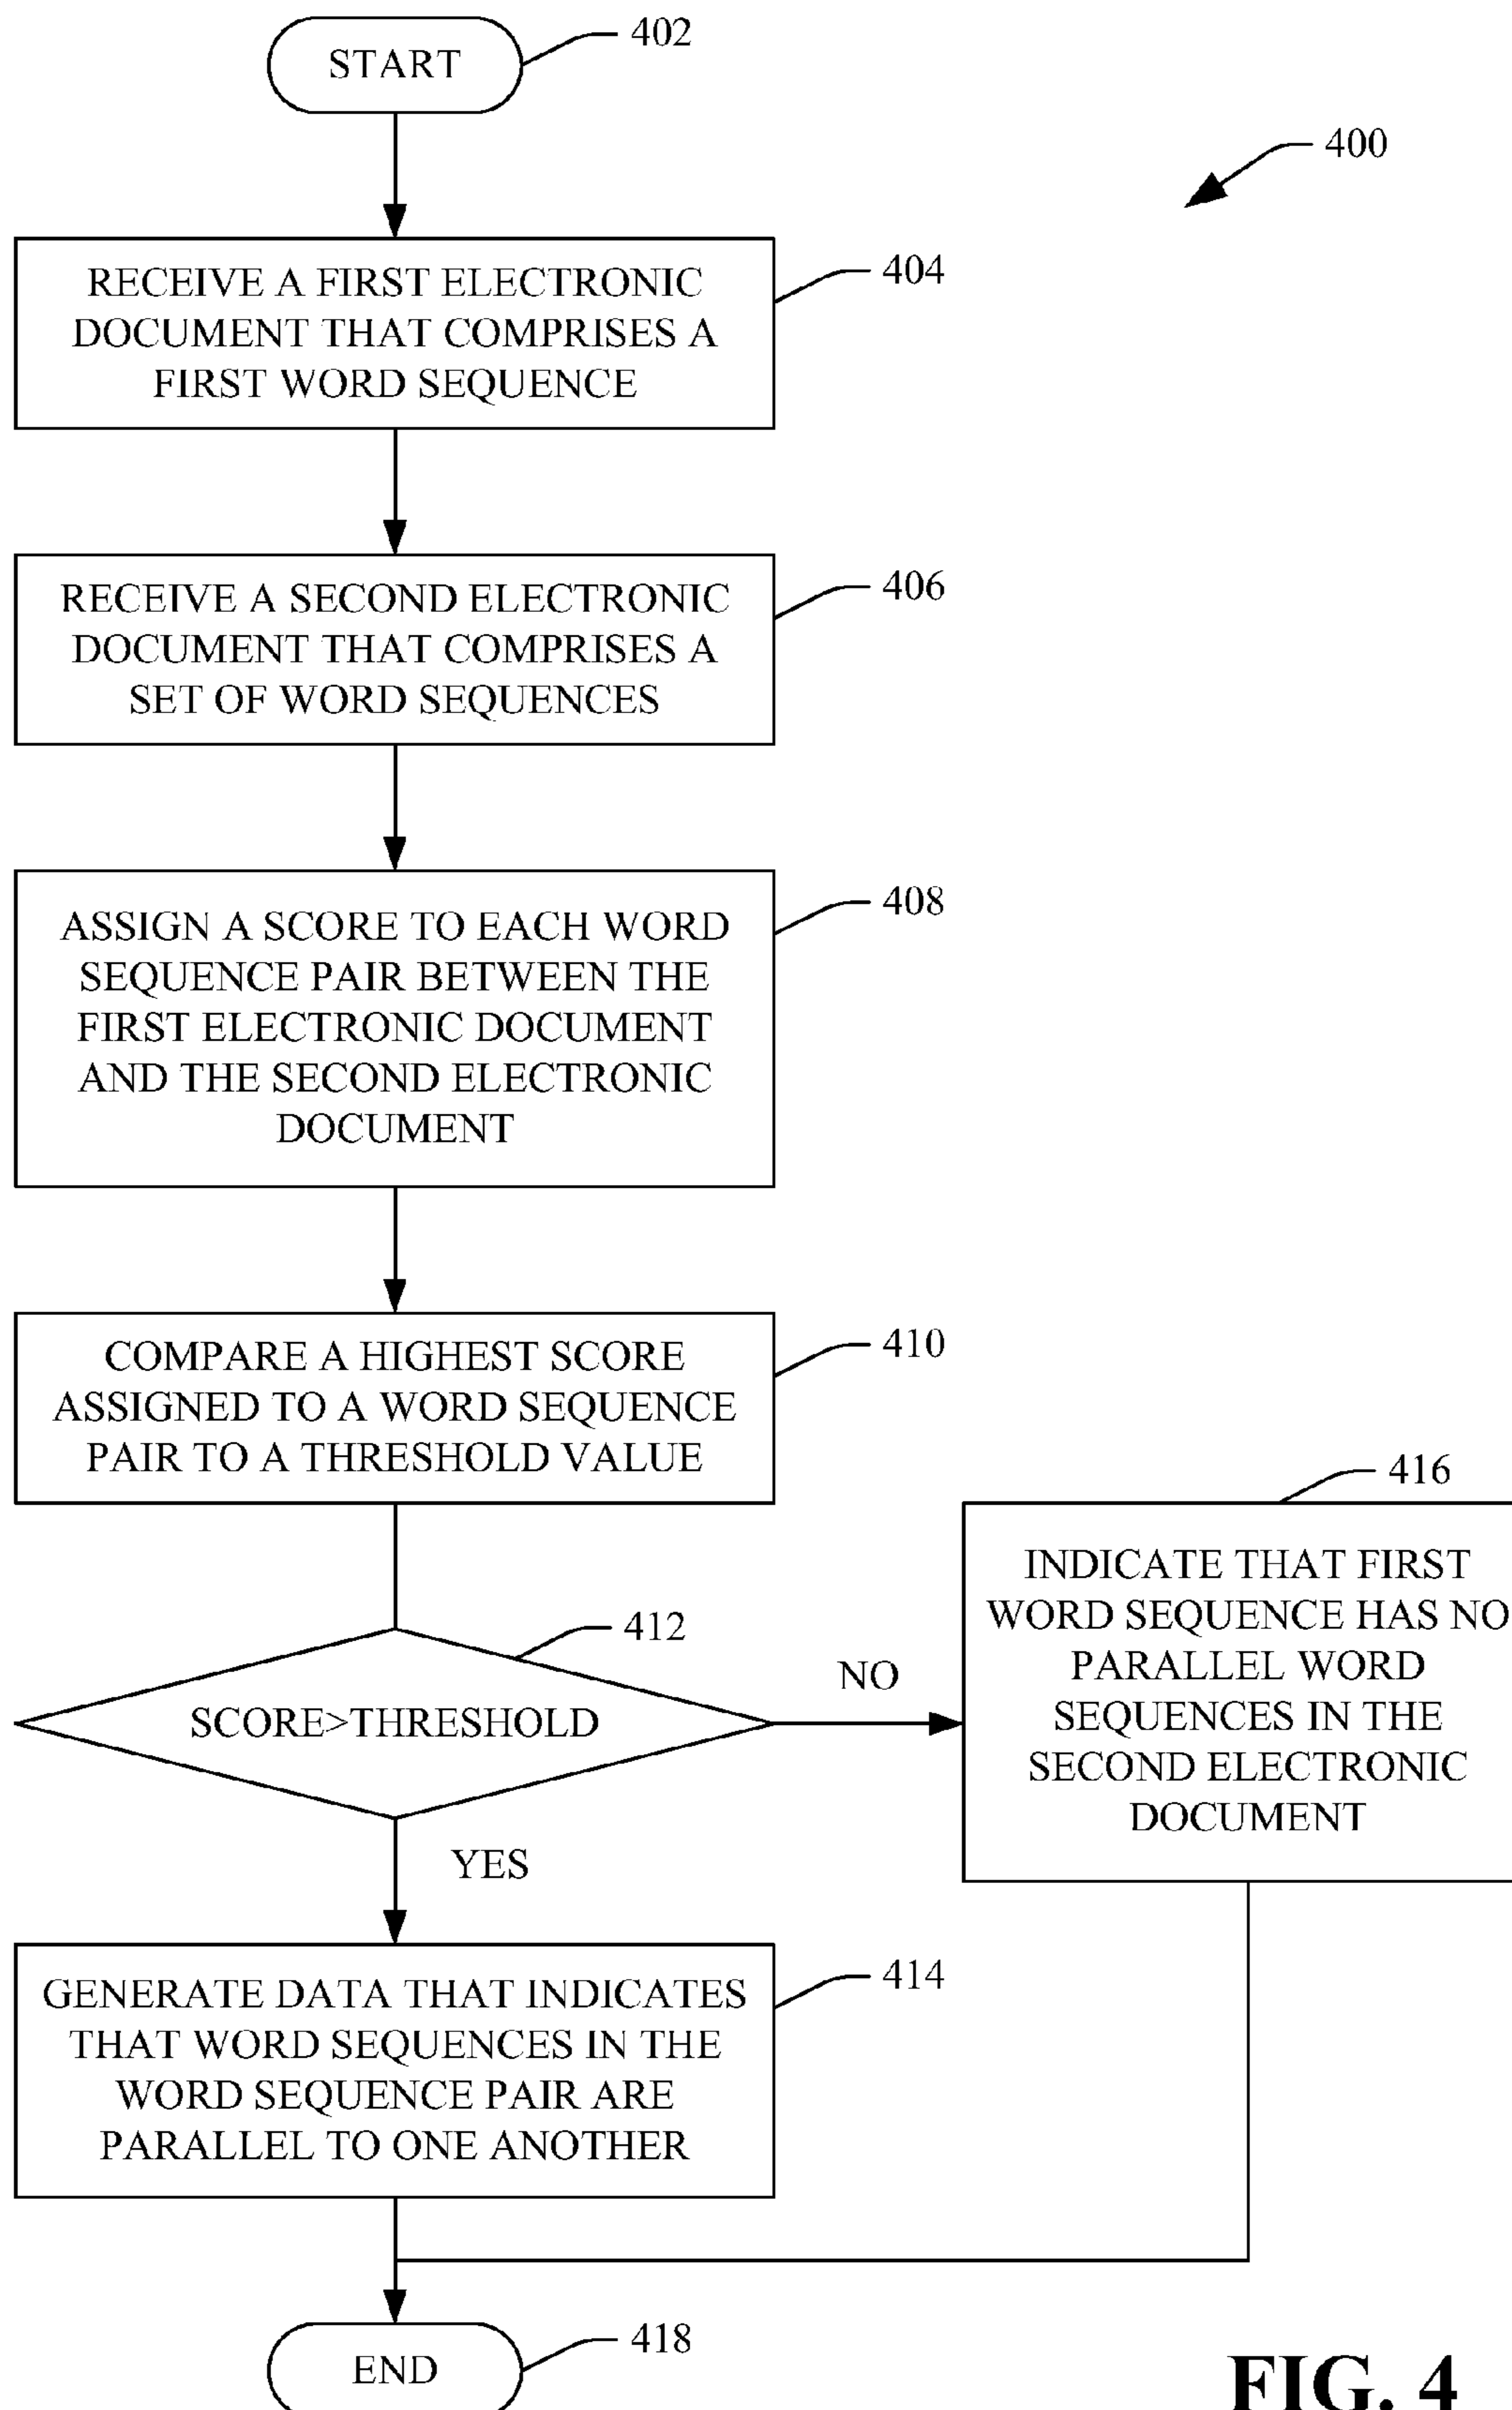 START
402
400
RECEIVE A FIRST ELECTRONIC
DOCUMENT THAT COMPRISES A
FIRST WORD SEQUENCE
404
RECEIVE A SECOND ELECTRONIC
DOCUMENT THAT COMPRISES A
SET OF WORD SEQUENCES
406
ASSIGN A SCORE TO EACH WORD
SEQUENCE PAIR BETWEEN THE
FIRST ELECTRONIC DOCUMENT
AND THE SECOND ELECTRONIC
DOCUMENT
408
COMPARE A HIGHEST SCORE
ASSIGNED TO A WORD SEQUENCE
PAIR TO A THRESHOLD VALUE
410
SCORE>THRESHOLD
412
NO
416
INDICATE THAT FIRST
WORD SEQUENCE HAS NO
PARALLEL WORD
SEQUENCES IN THE
SECOND ELECTRONIC
DOCUMENT
YES
GENERATE DATA THAT INDICATES
THAT WORD SEQUENCES IN THE
WORD SEQUENCE PAIR ARE
PARALLEL TO ONE ANOTHER
414
END
418
FIG. 4